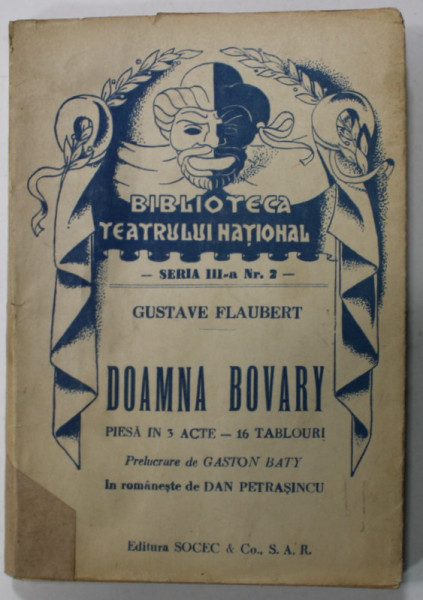 BIBLIOTECA
TEATRULUI NAȚIONAL
— SERIA III-a Nr. 2 —
GUSTAVE FLAUBERT
DOAMNA BOVARY
PIESĂ IN 3 ACTE — 16 TABLOURI
Prelucrare de GASTON BATY
In românește de DAN PETRAȘINCU
Editura SOCEC & Co., S. A. R.